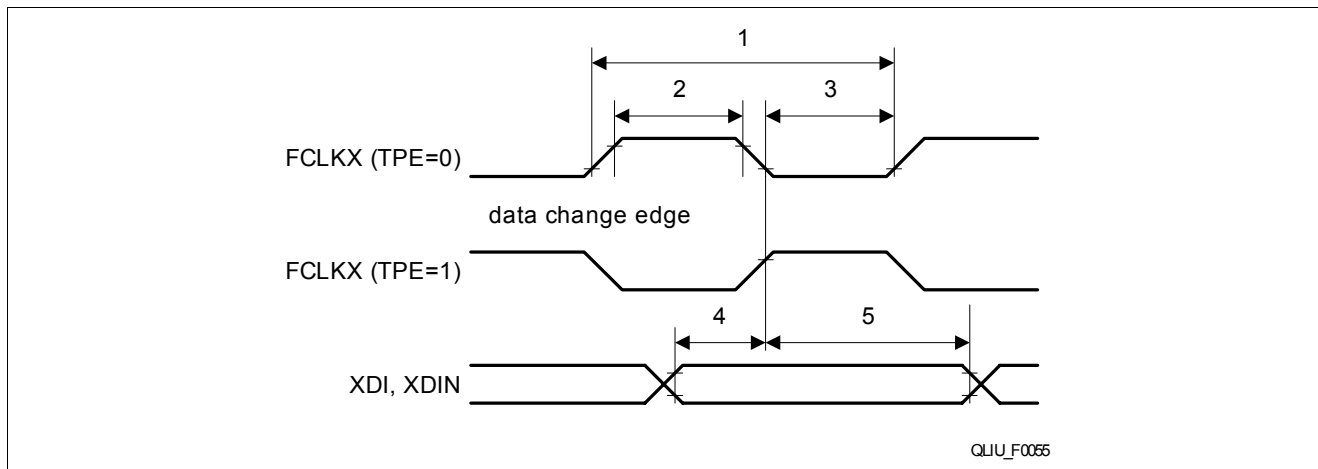 1
2
3
FCLKX (TPE=0)
data change edge
FCLKX (TPE=1)
4
5
XDI, XDIN
QLIU_F0055